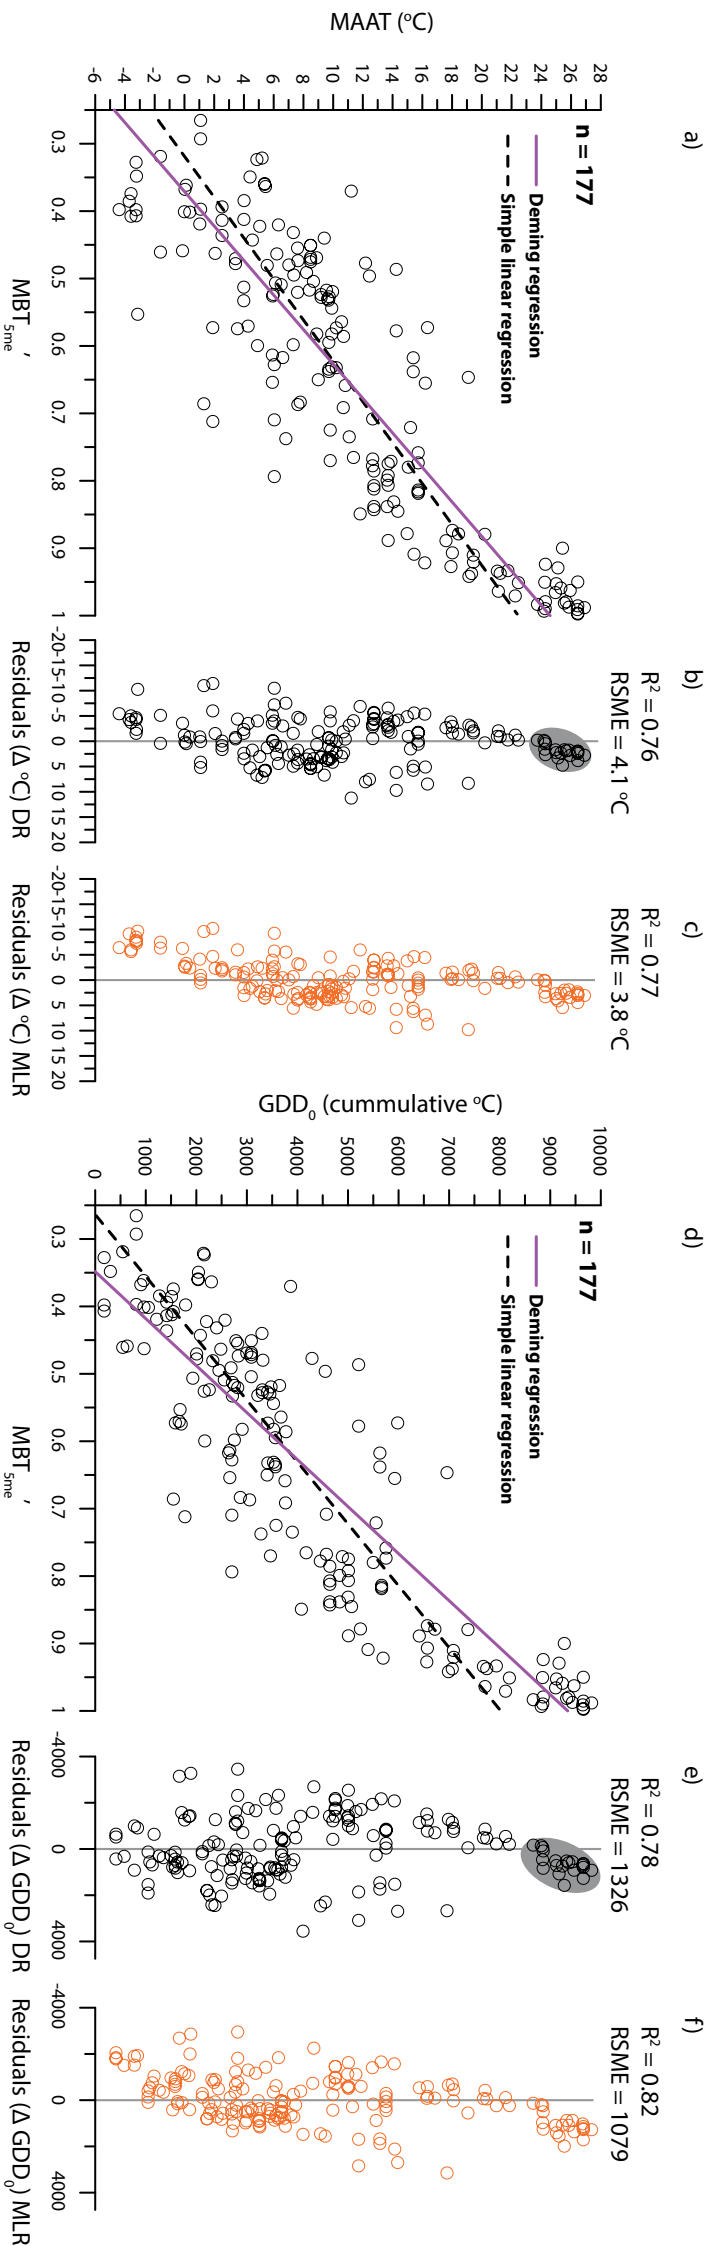 a)
MAAT (°C)
28
26
24
22
20
18
16
14
12
10
8
6
4
2
0
-2
-4
-6
n = 177
Deming regression
Simple linear regression
0.3 0.4 0.5 0.6 0.7 0.8 0.9 1
MBT5me'
b)
R² = 0.76
RSME = 4.1 °C
-20 -15 -10 -5 0 5 10 15 20
Residuals (Δ °C) DR
c)
R² = 0.77
RSME = 3.8 °C
-20 -15 -10 -5 0 5 10 15 20
Residuals (Δ °C) MLR
d)
GDD₀ (cummulative °C)
10000
9000
8000
7000
6000
5000
4000
3000
2000
1000
0
n = 177
Deming regression
Simple linear regression
0.3 0.4 0.5 0.6 0.7 0.8 0.9 1
MBT5me'
e)
R² = 0.78
RSME = 1326
-4000 0 4000
Residuals (Δ GDD₀) DR
f)
R² = 0.82
RSME = 1079
-4000 0 4000
Residuals (Δ GDD₀) MLR